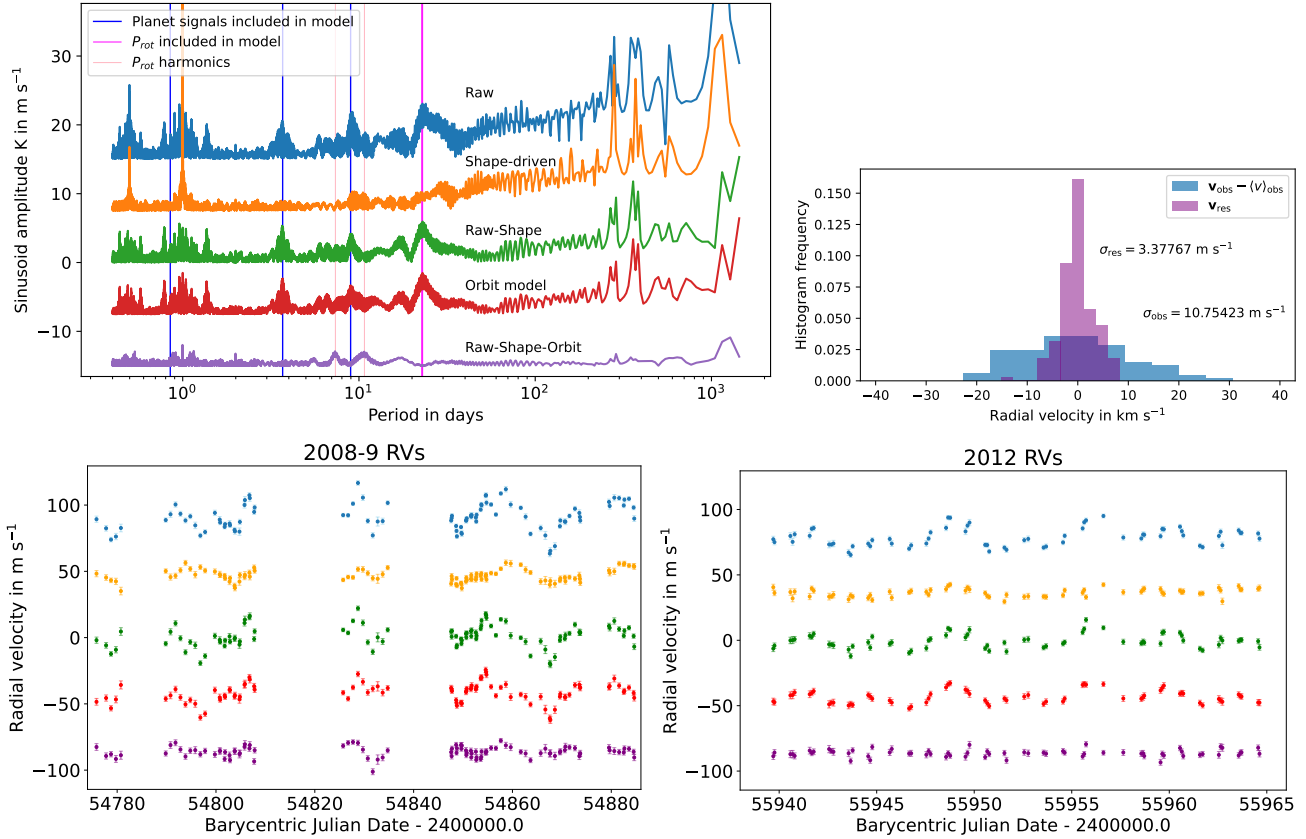 Sinusoid amplitude K in m s⁻¹
30
20
10
0
−10
Planet signals included in model
P_rot included in model
P_rot harmonics
Raw
Shape-driven
Raw-Shape
Orbit model
Raw-Shape-Orbit
10⁰ 10¹ 10² 10³
Period in days
Histogram frequency
0.150
0.125
0.100
0.075
0.050
0.025
0.000
v_obs − ⟨v⟩_obs
v_res
σ_res = 3.37767 m s⁻¹
σ_obs = 10.75423 m s⁻¹
−40 −30 −20 −10 0 10 20 30 40
Radial velocity in km s⁻¹
2008-9 RVs
Radial velocity in m s⁻¹
100
50
0
−50
−100
54780 54800 54820 54840 54860 54880
Barycentric Julian Date - 2400000.0
2012 RVs
Radial velocity in m s⁻¹
100
50
0
−50
−100
55940 55945 55950 55955 55960 55965
Barycentric Julian Date - 2400000.0